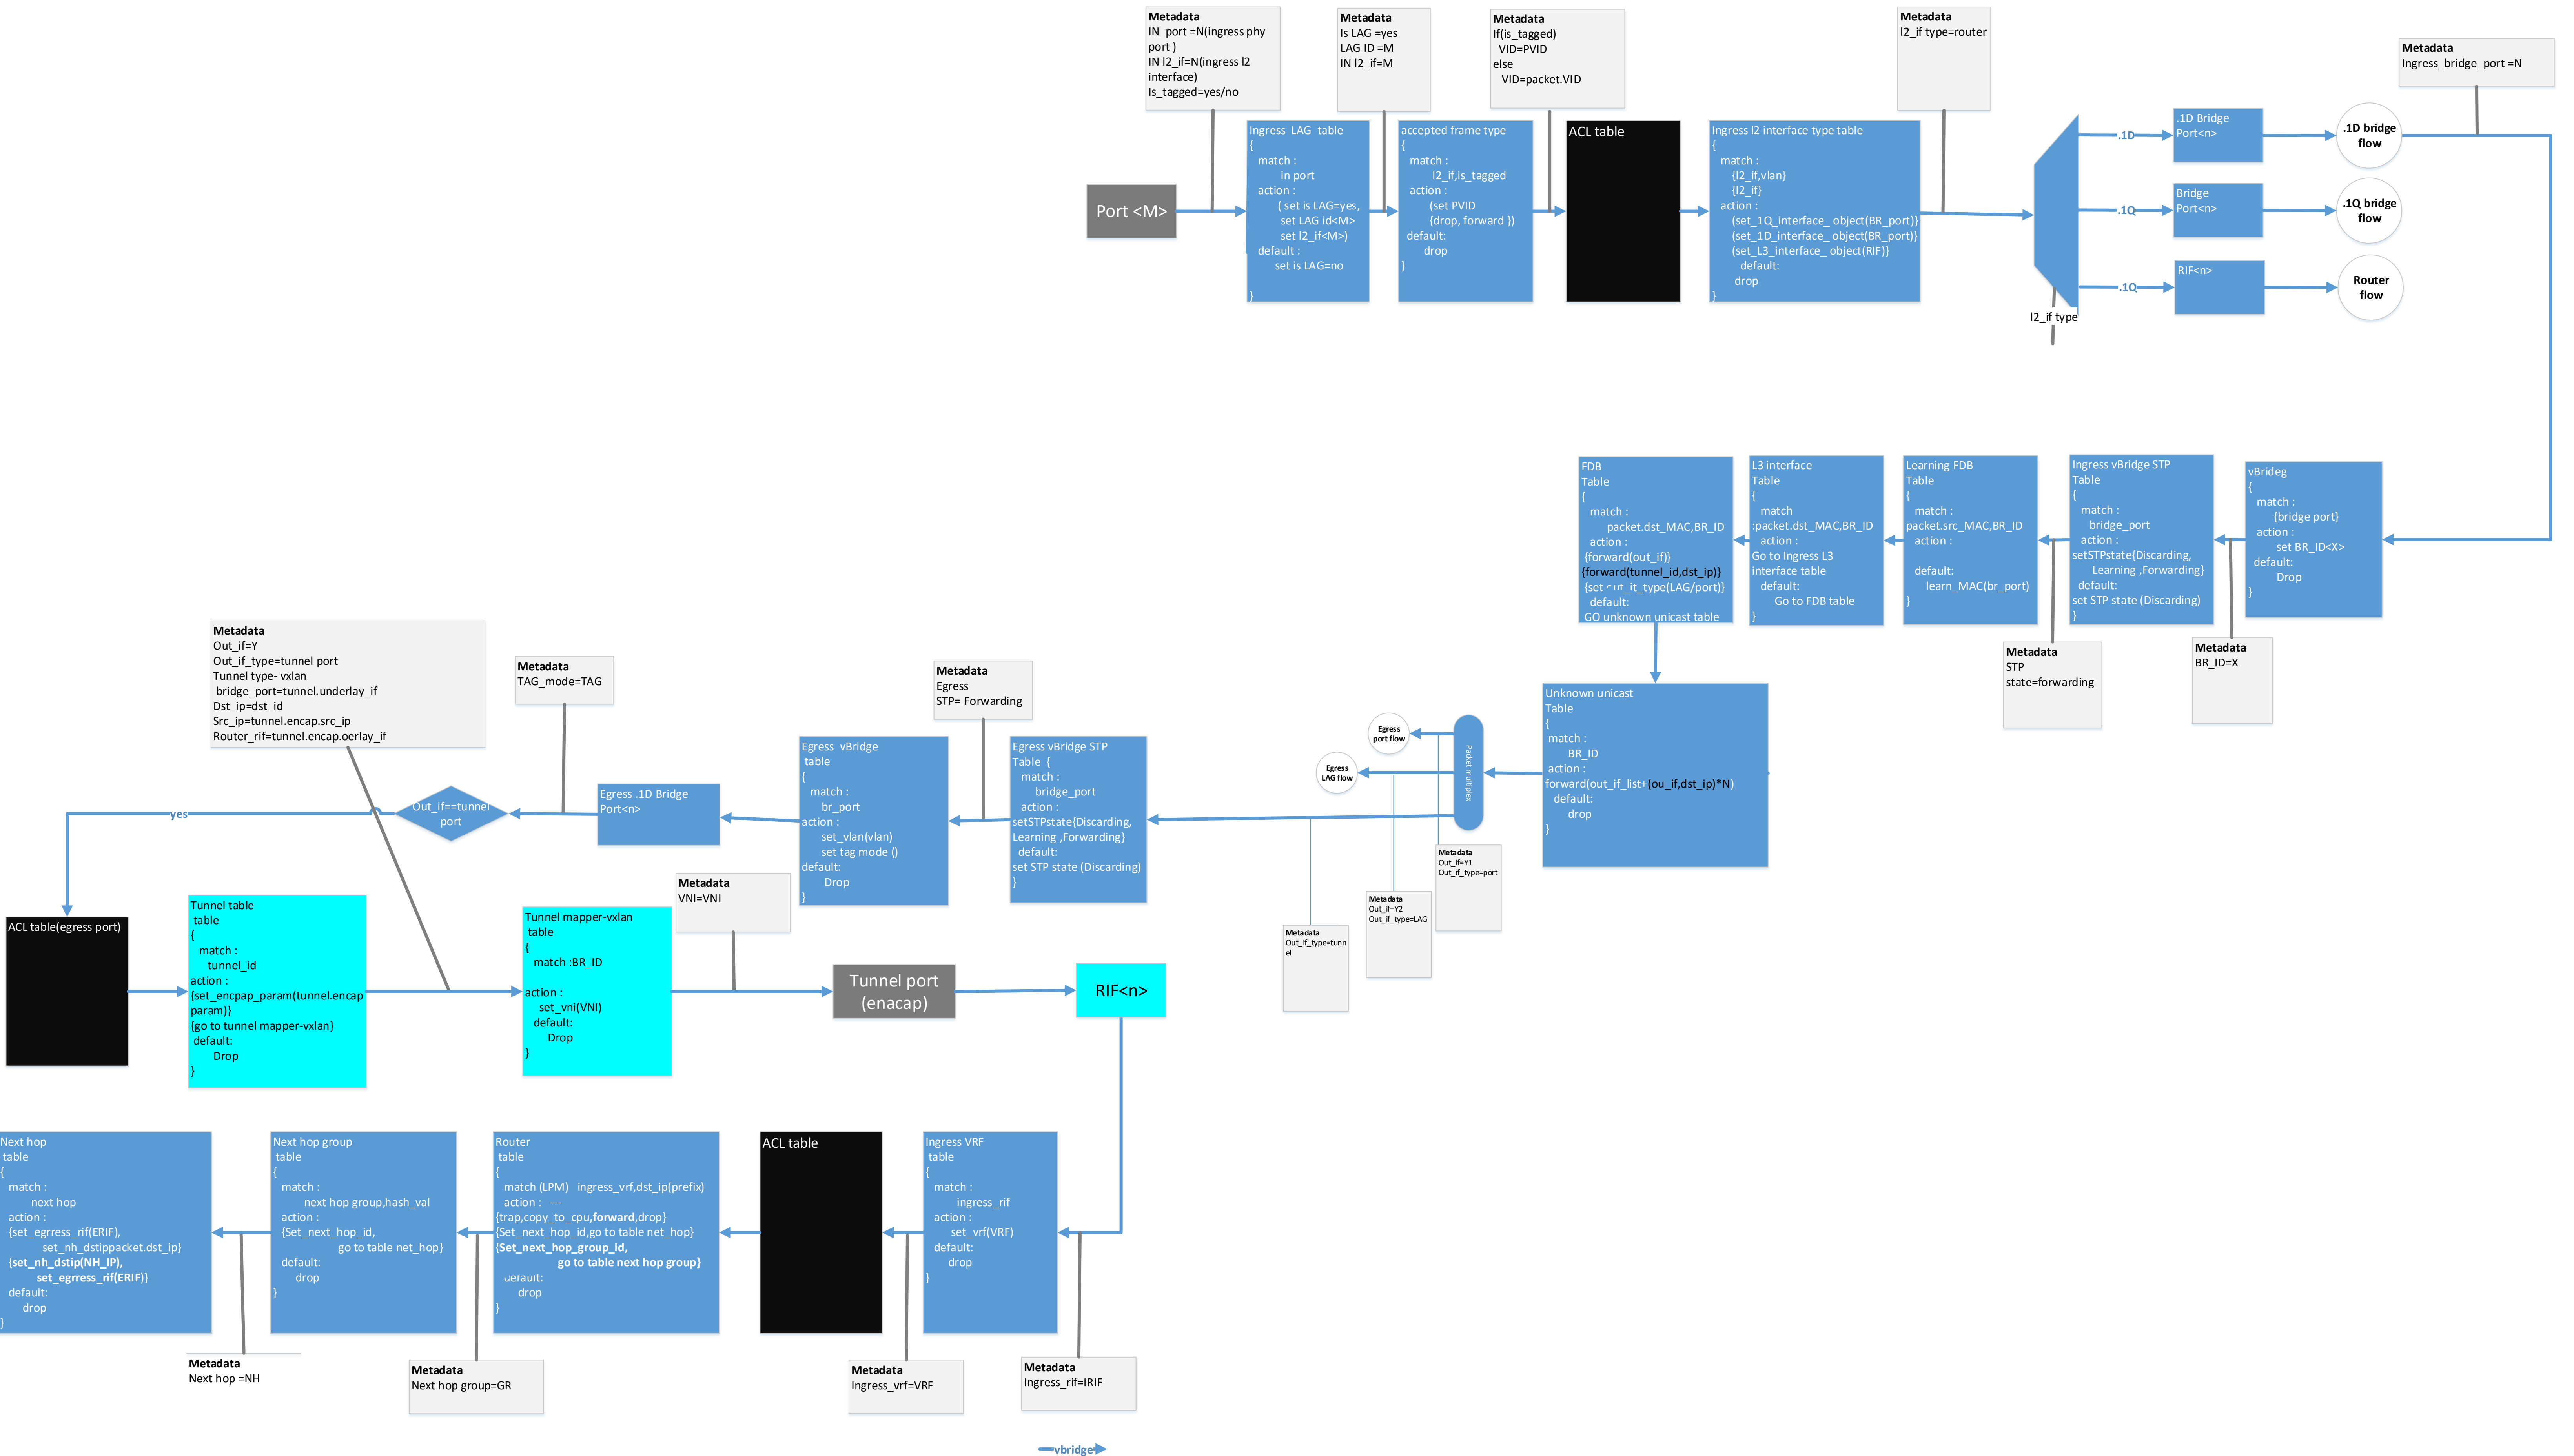 Metadata
IN  port =N(ingress phy
port )
IN l2_if=N(ingress l2
interface)
Is_tagged=yes/no
Metadata
Is LAG =yes
LAG ID =M
IN l2_if=M
Metadata
If(is_tagged)
VID=PVID
else
VID=packet.VID
Metadata
l2_if type=router
Metadata
Ingress_bridge_port =N
Port <M>
Ingress  LAG  table
{
match :
in port
action :
( set is LAG=yes,
set LAG id<M>
set l2_if<M>)
default :
set is LAG=no
}
accepted frame type
{
match :
l2_if,is_tagged
action :
(set PVID
{drop, forward })
default:
drop
}
ACL table
Ingress l2 interface type table
{
match :
{l2_if,vlan}
{l2_if}
action :
(set_1Q_interface_ object(BR_port)}
(set_1D_interface_ object(BR_port)}
(set_L3_interface_ object(RIF)}
default:
drop
}
l2_if type
.1D
.1Q
.1Q
.1D Bridge
Port<n>
Bridge
Port<n>
RIF<n>
.1D bridge
flow
.1Q bridge
flow
Router
flow
vBrideg
{
match :
{bridge port}
action :
set BR_ID<X>
default:
Drop
}
Metadata
BR_ID=X
Ingress vBridge STP
Table
{
match :
bridge_port
action :
setSTPstate{Discarding,
Learning ,Forwarding}
default:
set STP state (Discarding)
}
Metadata
STP
state=forwarding
Learning FDB
Table
{
match :
packet.src_MAC,BR_ID
action :
default:
learn_MAC(br_port)
}
L3 interface
Table
{
match
:packet.dst_MAC,BR_ID
action :
Go to Ingress L3
interface table
default:
Go to FDB table
}
FDB
Table
{
match :
packet.dst_MAC,BR_ID
action :
{forward(out_if)}
{forward(tunnel_id,dst_ip)}
{set out_it_type(LAG/port)}
default:
GO unknown unicast table
Unknown unicast
Table
{
match :
BR_ID
action :
forward(out_if_list+(ou_if,dst_ip)*N)
default:
drop
}
Packet multiplex
Egress
port flow
Egress
LAG flow
Metadata
Out_if=Y1
Out_if_type=port
Metadata
Out_if=Y2
Out_if_type=LAG
Metadata
Out_if_type=tunn
el
Egress vBridge STP
Table  {
match :
bridge_port
action :
setSTPstate{Discarding,
Learning ,Forwarding}
default:
set STP state (Discarding)
}
Metadata
Egress
STP= Forwarding
Egress  vBridge
table
{
match :
br_port
action :
set_vlan(vlan)
set tag mode ()
default:
Drop
}
Egress .1D Bridge
Port<n>
Metadata
TAG_mode=TAG
Out_if==tunnel
port
yes
Metadata
Out_if=Y
Out_if_type=tunnel port
Tunnel type- vxlan
bridge_port=tunnel.underlay_if
Dst_ip=dst_id
Src_ip=tunnel.encap.src_ip
Router_rif=tunnel.encap.oerlay_if
ACL table(egress port)
Tunnel table
table
{
match :
tunnel_id
action :
{set_encpap_param(tunnel.encap
param)}
{go to tunnel mapper-vxlan}
default:
Drop
}
Tunnel mapper-vxlan
table
{
match :BR_ID
action :
set_vni(VNI)
default:
Drop
}
Metadata
VNI=VNI
Tunnel port
(enacap)
RIF<n>
Ingress VRF
table
{
match :
ingress_rif
action :
set_vrf(VRF)
default:
drop
}
Metadata
Ingress_rif=IRIF
Metadata
Ingress_vrf=VRF
ACL table
Router
table
{
match (LPM)   ingress_vrf,dst_ip(prefix)
action :   ---
{trap,copy_to_cpu,forward,drop}
{Set_next_hop_id,go to table net_hop}
{Set_next_hop_group_id,
go to table next hop group}
default:
drop
}
Metadata
Next hop group=GR
Next hop group
table
{
match :
next hop group,hash_val
action :
{Set_next_hop_id,
go to table net_hop}
default:
drop
}
Metadata
Next hop =NH
Next hop
table
{
match :
next hop
action :
{set_egrress_rif(ERIF),
set_nh_dstippacket.dst_ip}
{set_nh_dstip(NH_IP),
set_egrress_rif(ERIF)}
default:
drop
}
vbridge